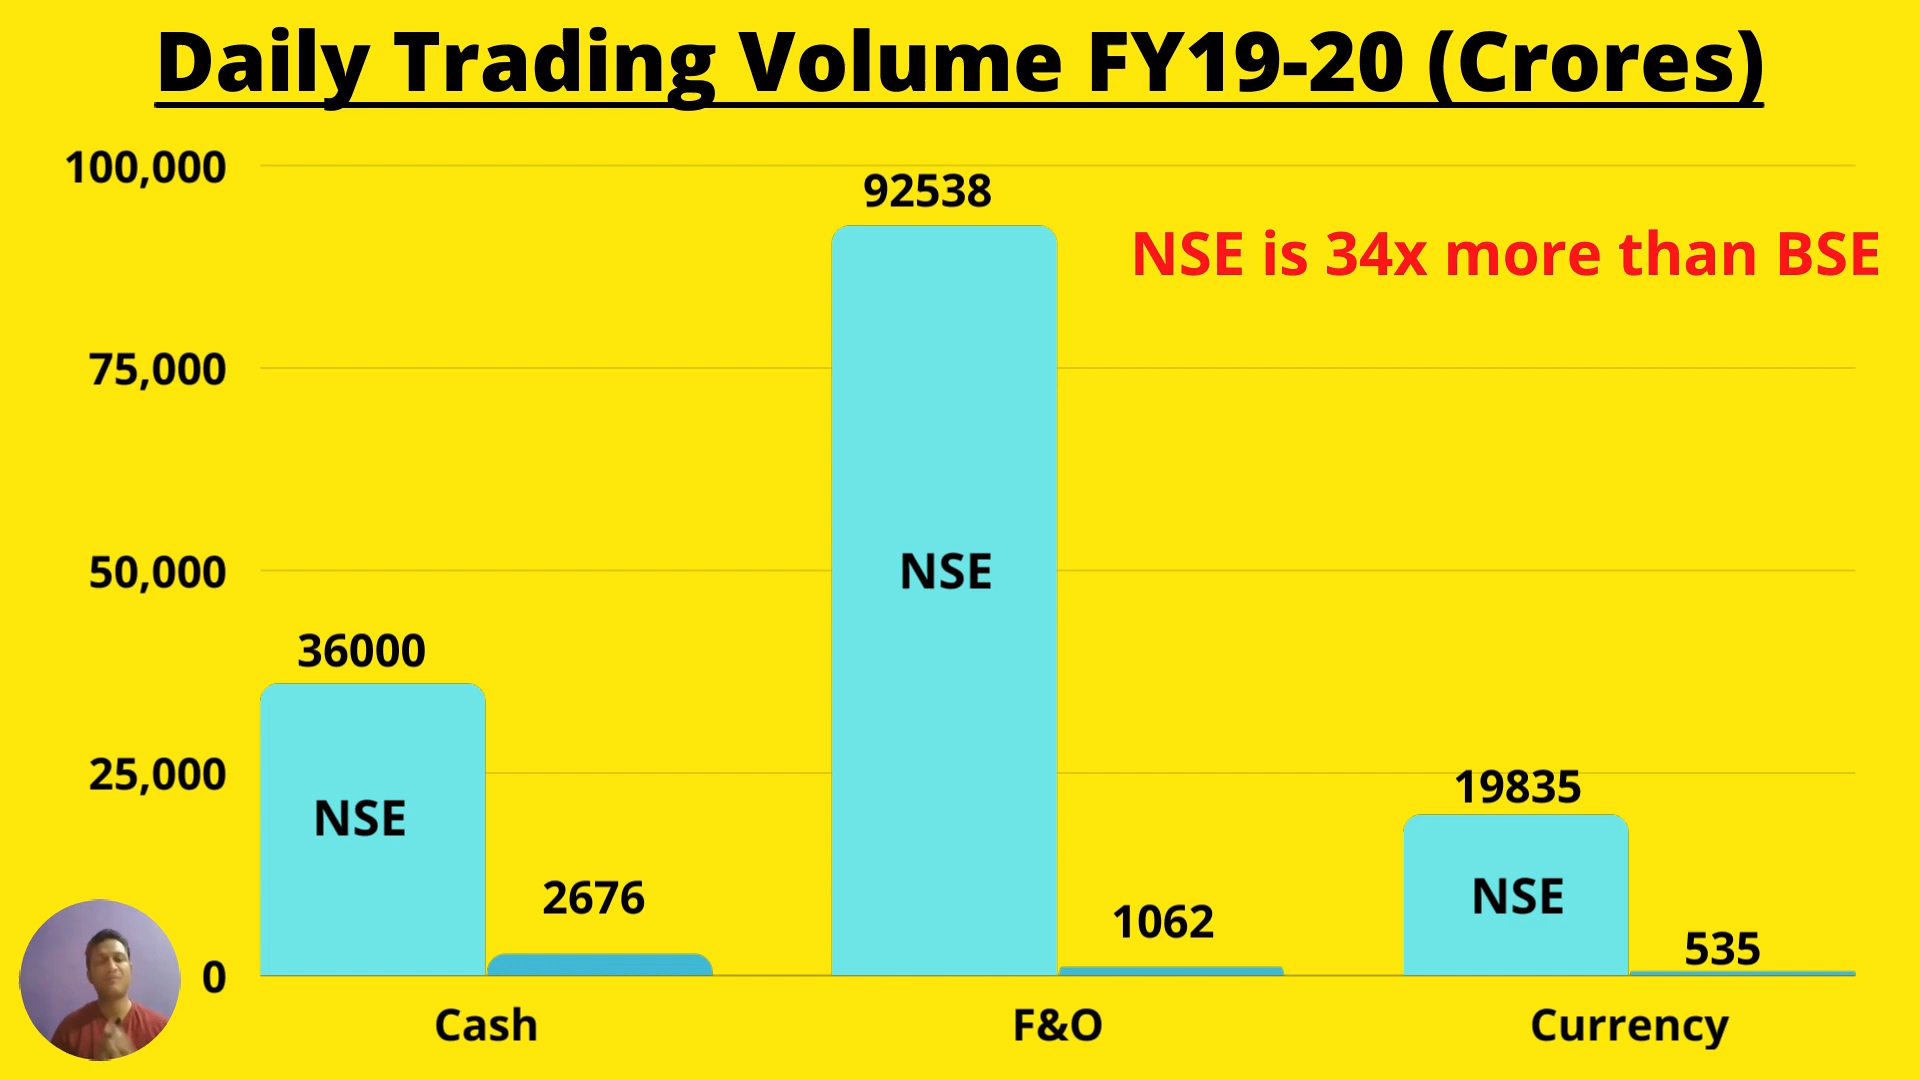 Daily Trading Volume FY19-20 (Crores)
100,000
92538
NSE is 34x more than BSE
75,000
50,000
NSE
36000
25,000
19835
NSE
2676
NSE
1062
535
0
Cash
F&O
Currency